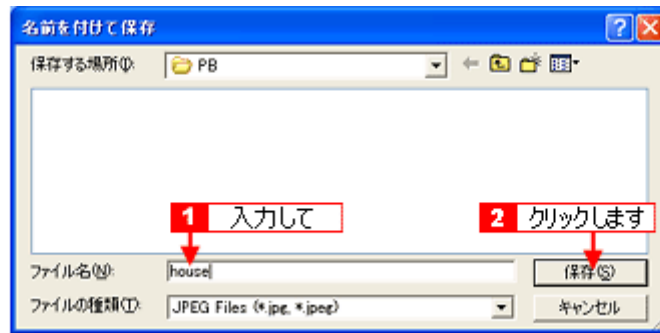 名前を付けて保存
保存する場所(I): PB
1 入力して
2 クリックします
ファイル名(N): house 保存(S)
ファイルの種類(T): JPEG Files (*.jpg, *.jpeg) キャンセル